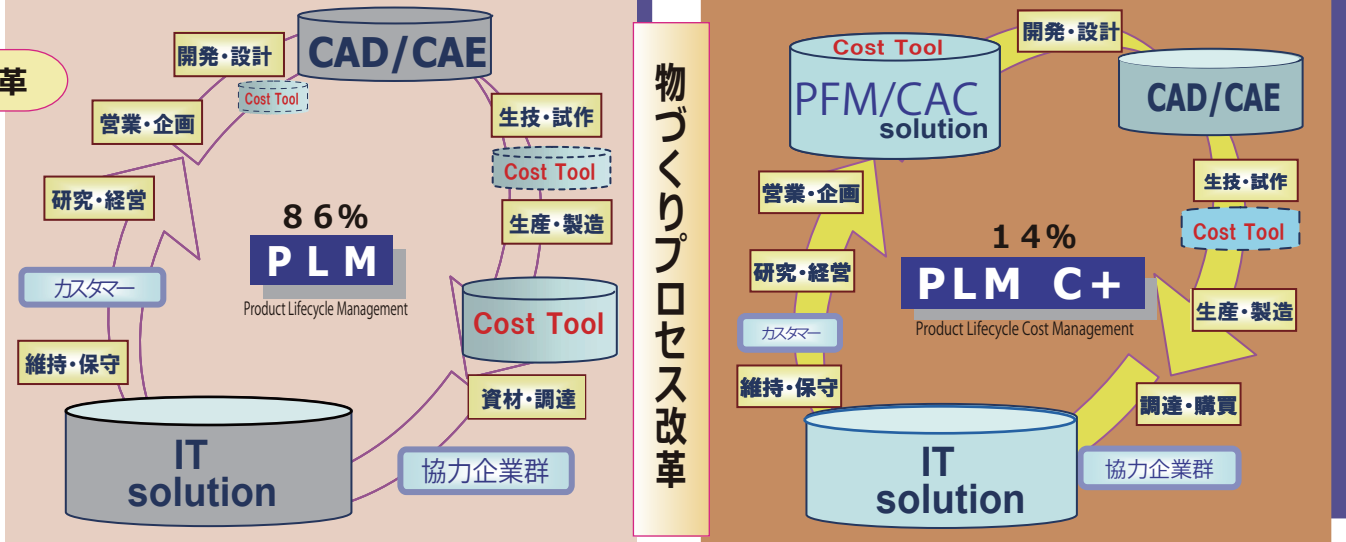 革
開発・設計
CAD/CAE
Cost Tool
営業・企画
生技・試作
Cost Tool
研究・経営
86%
PLM
Product Lifecycle Management
生産・製造
カスタマー
Cost Tool
維持・保守
資材・調達
IT
solution
協力企業群
物づくりプロセス改革
Cost Tool
PFM/CAC
solution
開発・設計
CAD/CAE
営業・企画
生技・試作
Cost Tool
研究・経営
14%
PLM C+
Product Lifecycle Cost Management
生産・製造
カスタマー
維持・保守
調達・購買
IT
solution
協力企業群